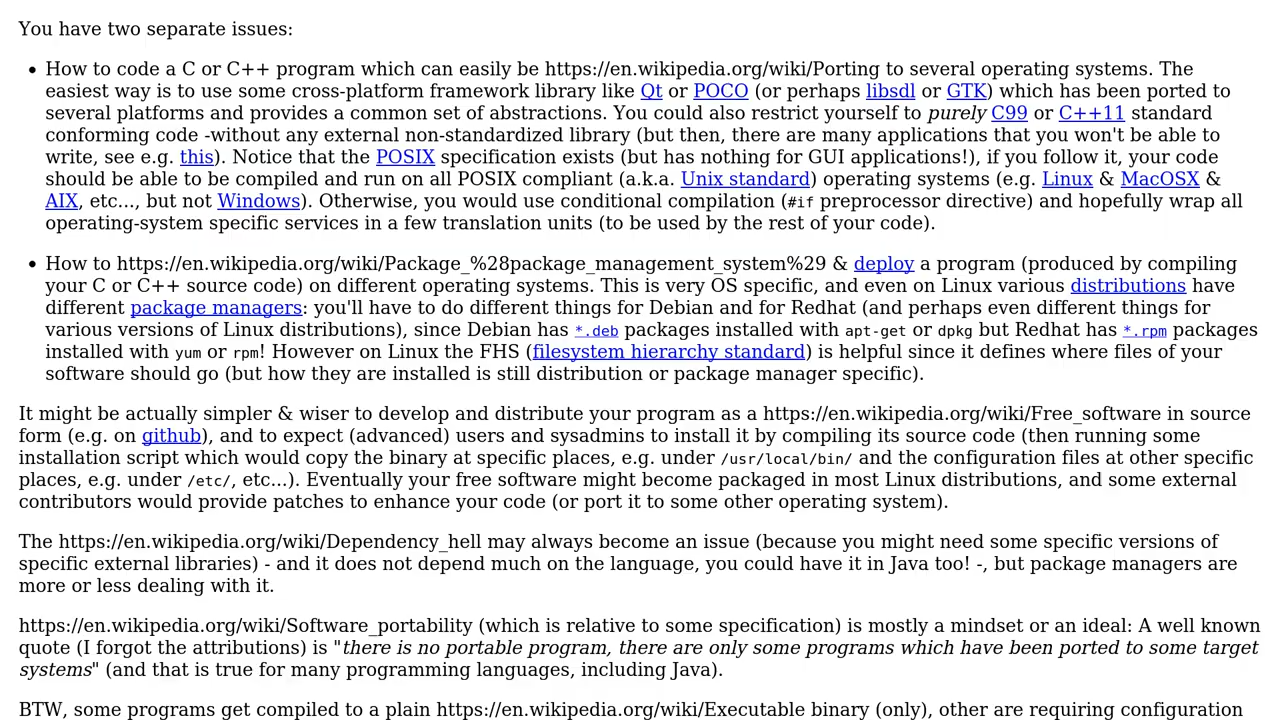 You have two separate issues:
• How to code a C or C++ program which can easily be https://en.wikipedia.org/wiki/Porting to several operating systems. The
easiest way is to use some cross-platform framework library like Qt or POCO (or perhaps libsdl or GTK) which has been ported to
several platforms and provides a common set of abstractions. You could also restrict yourself to purely C99 or C++11 standard
conforming code -without any external non-standardized library (but then, there are many applications that you won't be able to
write, see e.g. this). Notice that the POSIX specification exists (but has nothing for GUI applications!), if you follow it, your code
should be able to be compiled and run on all POSIX compliant (a.k.a. Unix standard) operating systems (e.g. Linux & MacOSX &
AIX, etc..., but not Windows). Otherwise, you would use conditional compilation (#if preprocessor directive) and hopefully wrap all
operating-system specific services in a few translation units (to be used by the rest of your code).
• How to https://en.wikipedia.org/wiki/Package_%28package_management_system%29 & deploy a program (produced by compiling
your C or C++ source code) on different operating systems. This is very OS specific, and even on Linux various distributions have
different package managers: you'll have to do different things for Debian and for Redhat (and perhaps even different things for
various versions of Linux distributions), since Debian has *.deb packages installed with apt-get or dpkg but Redhat has *.rpm packages
installed with yum or rpm! However on Linux the FHS (filesystem hierarchy standard) is helpful since it defines where files of your
software should go (but how they are installed is still distribution or package manager specific).
It might be actually simpler & wiser to develop and distribute your program as a https://en.wikipedia.org/wiki/Free_software in source
form (e.g. on github), and to expect (advanced) users and sysadmins to install it by compiling its source code (then running some
installation script which would copy the binary at specific places, e.g. under /usr/local/bin/ and the configuration files at other specific
places, e.g. under /etc/, etc...). Eventually your free software might become packaged in most Linux distributions, and some external
contributors would provide patches to enhance your code (or port it to some other operating system).
The https://en.wikipedia.org/wiki/Dependency_hell may always become an issue (because you might need some specific versions of
specific external libraries) - and it does not depend much on the language, you could have it in Java too! -, but package managers are
more or less dealing with it.
https://en.wikipedia.org/wiki/Software_portability (which is relative to some specification) is mostly a mindset or an ideal: A well known
quote (I forgot the attributions) is "there is no portable program, there are only some programs which have been ported to some target
systems" (and that is true for many programming languages, including Java).
BTW, some programs get compiled to a plain https://en.wikipedia.org/wiki/Executable binary (only), other are requiring configuration